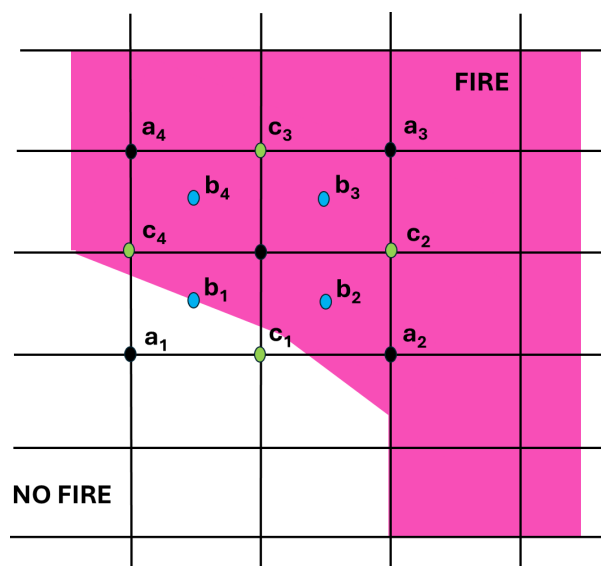 FIRE
a₄ c₃ a₃
b₄ b₃
c₄ c₂
b₁ b₂
a₁ c₁ a₂
NO FIRE